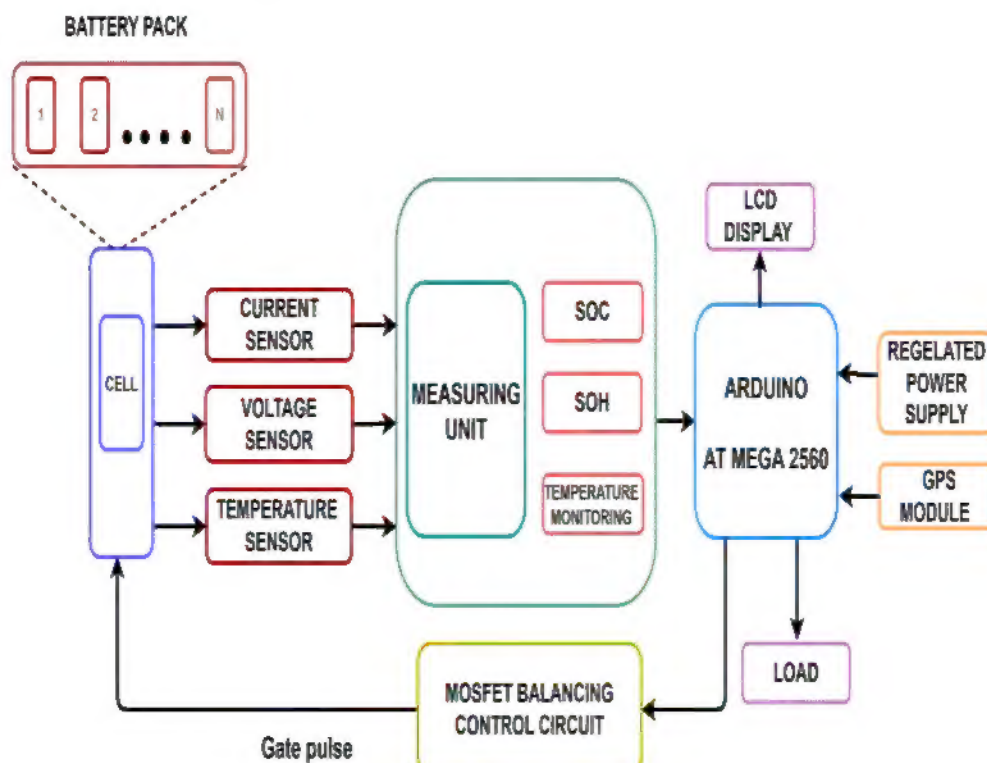 BATTERY PACK
1
2
N
CELL
CURRENT
SENSOR
VOLTAGE
SENSOR
TEMPERATURE
SENSOR
MEASURING
UNIT
SOC
SOH
TEMPERATURE
MONITORING
LCD
DISPLAY
ARDUINO
AT MEGA 2560
REGELATED
POWER
SUPPLY
GPS
MODULE
LOAD
MOSFET BALANCING
CONTROL CIRCUIT
Gate pulse